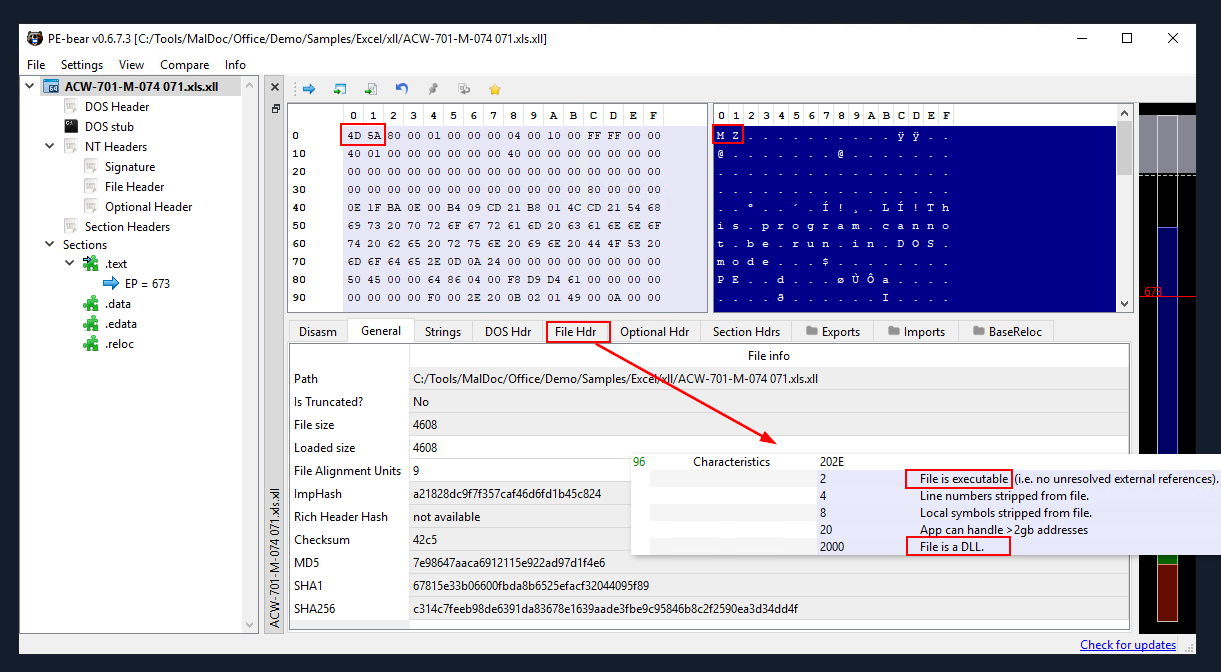 PE-bear v0.6.7.3 [C:/Tools/MalDoc/Office/Demo/Samples/Excel/xll/ACW-701-M-074 071.xls.xll]
File Settings View Compare Info
ACW-701-M-074 071.xls.xll
DOS Header
DOS stub
NT Headers
Signature
File Header
Optional Header
Section Headers
Sections
.text
EP = 673
.data
.edata
.reloc
ACW-701-M-074 071.xls.xll
0 1 2 3 4 5 6 7 8 9 A B C D E F
0 4D 5A 80 00 01 00 00 00 04 00 10 00 FF FF 00 00
10 40 01 00 00 00 00 00 00 40 00 00 00 00 00 00 00
20 00 00 00 00 00 00 00 00 00 00 00 00 00 00 00 00
30 00 00 00 00 00 00 00 00 00 00 00 00 80 00 00 00
40 0E 1F BA 0E 00 B4 09 CD 21 B8 01 4C CD 21 54 68
50 69 73 20 70 72 6F 67 72 61 6D 20 63 61 6E 6E 6F
60 74 20 62 65 20 72 75 6E 20 69 6E 20 44 4F 53 20
70 6D 6F 64 65 2E 0D 0A 24 00 00 00 00 00 00 00 00
80 50 45 00 00 64 86 04 00 F8 D9 D4 61 00 00 00 00
90 00 00 00 00 F0 00 2E 20 0B 02 01 49 00 0A 00 00
0 1 2 3 4 5 6 7 8 9 A B C D E F
M Z . . . . . . . . . . ÿ ÿ . .
@ . . . . . . . @ . . . . . . .
. . . . . . . . . . . . . . . .
. . . . . . . . . . . . . . . .
. . º . . ´ . Í ! ¸ . L Í ! T h
i s . p r o g r a m . c a n n o
t . b e . r u n . i n . D O S .
m o d e . . . $ . . . . . . . .
P E . . d . . . ø Ù Ô a . . . .
. . . . ð . . . . . . I . . . .
673
Disasm General Strings DOS Hdr File Hdr Optional Hdr Section Hdrs Exports Imports BaseReloc
File info
Path C:/Tools/MalDoc/Office/Demo/Samples/Excel/xll/ACW-701-M-074 071.xls.xll
Is Truncated? No
File size 4608
Loaded size 4608
File Alignment Units 9
ImpHash a21828dc9f7f357caf46d6fd1b45c824
Rich Header Hash not available
Checksum 42c5
MD5 7e98647aaca6912115e922ad97d1f4e6
SHA1 67815e33b06600fbda8b6525efacf32044095f89
SHA256 c314c7feeb98de6391da83678e1639aade3fbe9c95846b8c2f2590ea3d34dd4f
96 Characteristics 202E
2 File is executable (i.e. no unresolved external references).
4 Line numbers stripped from file.
8 Local symbols stripped from file.
20 App can handle >2gb addresses
2000 File is a DLL.
Check for updates